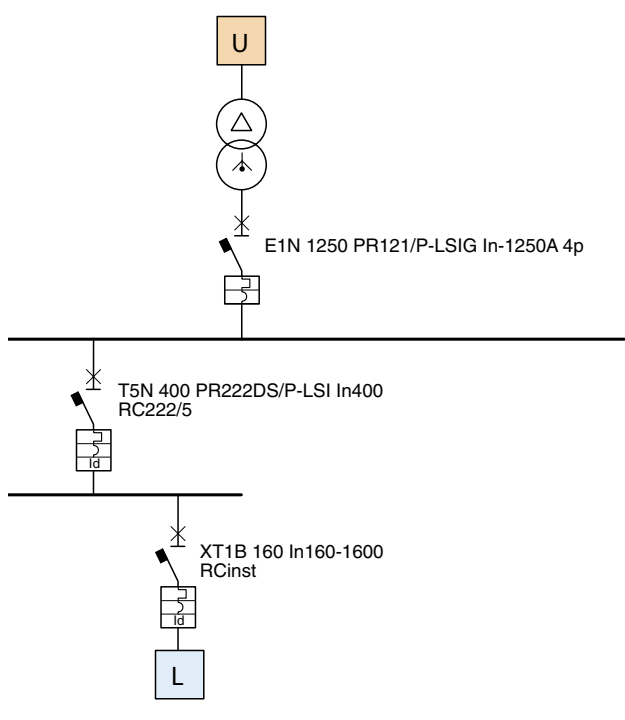 U
E1N 1250 PR121/P-LSIG In-1250A 4p
T5N 400 PR222DS/P-LSI In400
RC222/5
Id
XT1B 160 In160-1600
RCinst
Id
L